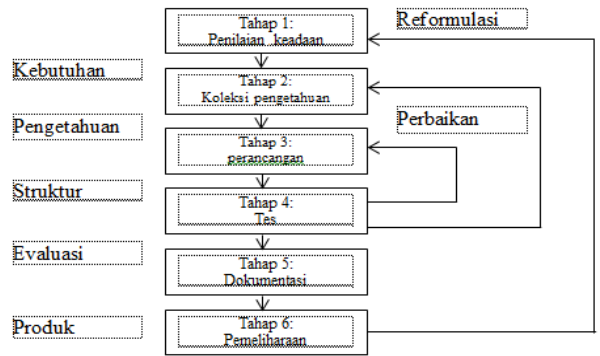 Tahap 1:
Penilaian keadaan
Reformulasi
Kebutuhan
Tahap 2:
Koleksi pengetahuan
Pengetahuan
Perbaikan
Tahap 3:
perancangan
Struktur
Tahap 4:
Tes
Evaluasi
Tahap 5:
Dokumentasi
Produk
Tahap 6:
Pemeliharaan